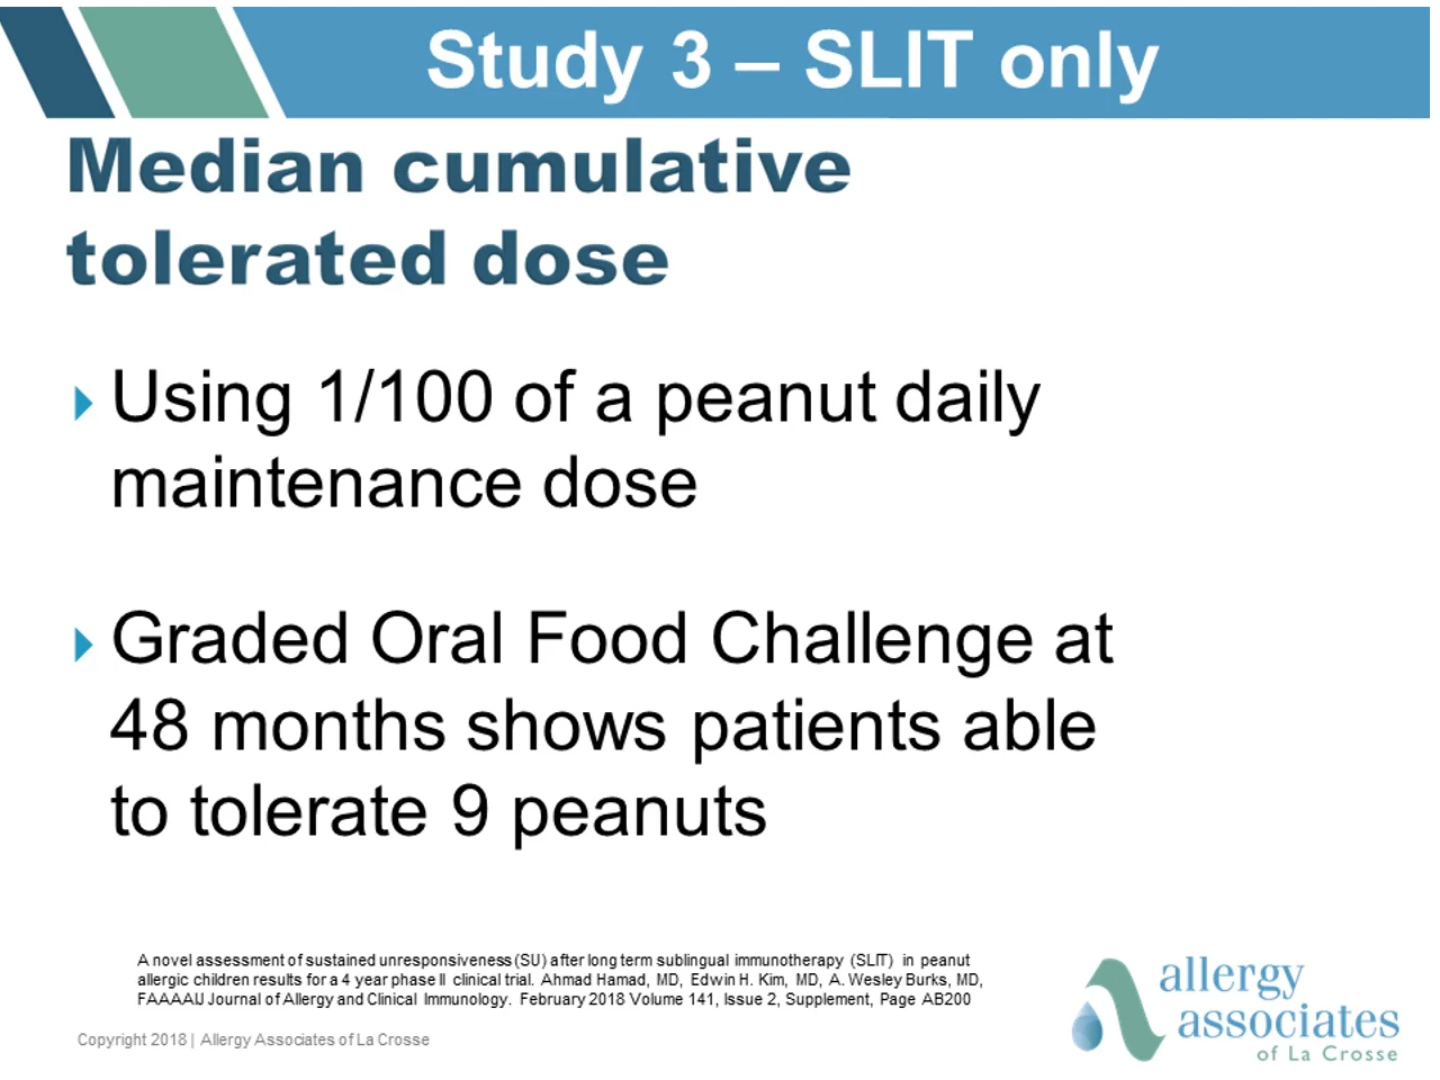 Study 3 – SLIT only
Median cumulative
tolerated dose
Using 1/100 of a peanut daily
maintenance dose
Graded Oral Food Challenge at
48 months shows patients able
to tolerate 9 peanuts
A novel assessment of sustained unresponsiveness (SU) after long term sublingual immunotherapy (SLIT) in peanut
allergic children results for a 4 year phase II clinical trial. Ahmad Hamad, MD, Edwin H. Kim, MD, A. Wesley Burks, MD,
FAAAAIJ Journal of Allergy and Clinical Immunology. February 2018 Volume 141, Issue 2, Supplement, Page AB200
Copyright 2018 | Allergy Associates of La Crosse
allergy
associates
of La Crosse